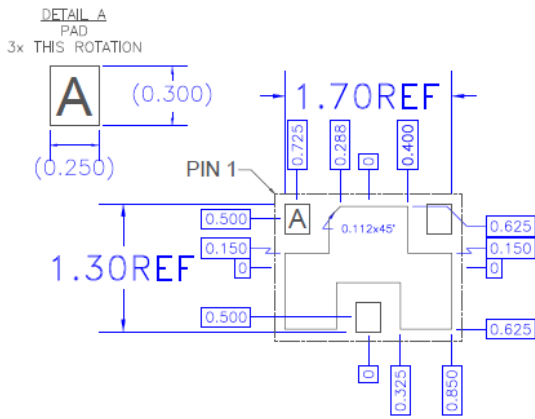 DETAIL A
PAD
3x THIS ROTATION
A
(0.300)
(0.250)
1.70REF
0.725
0.288
0
0.400
PIN 1
A
0.500
0.625
0.112x45°
0.150
0.150
0
0
1.30REF
0.500
0.625
0
0.325
0.850